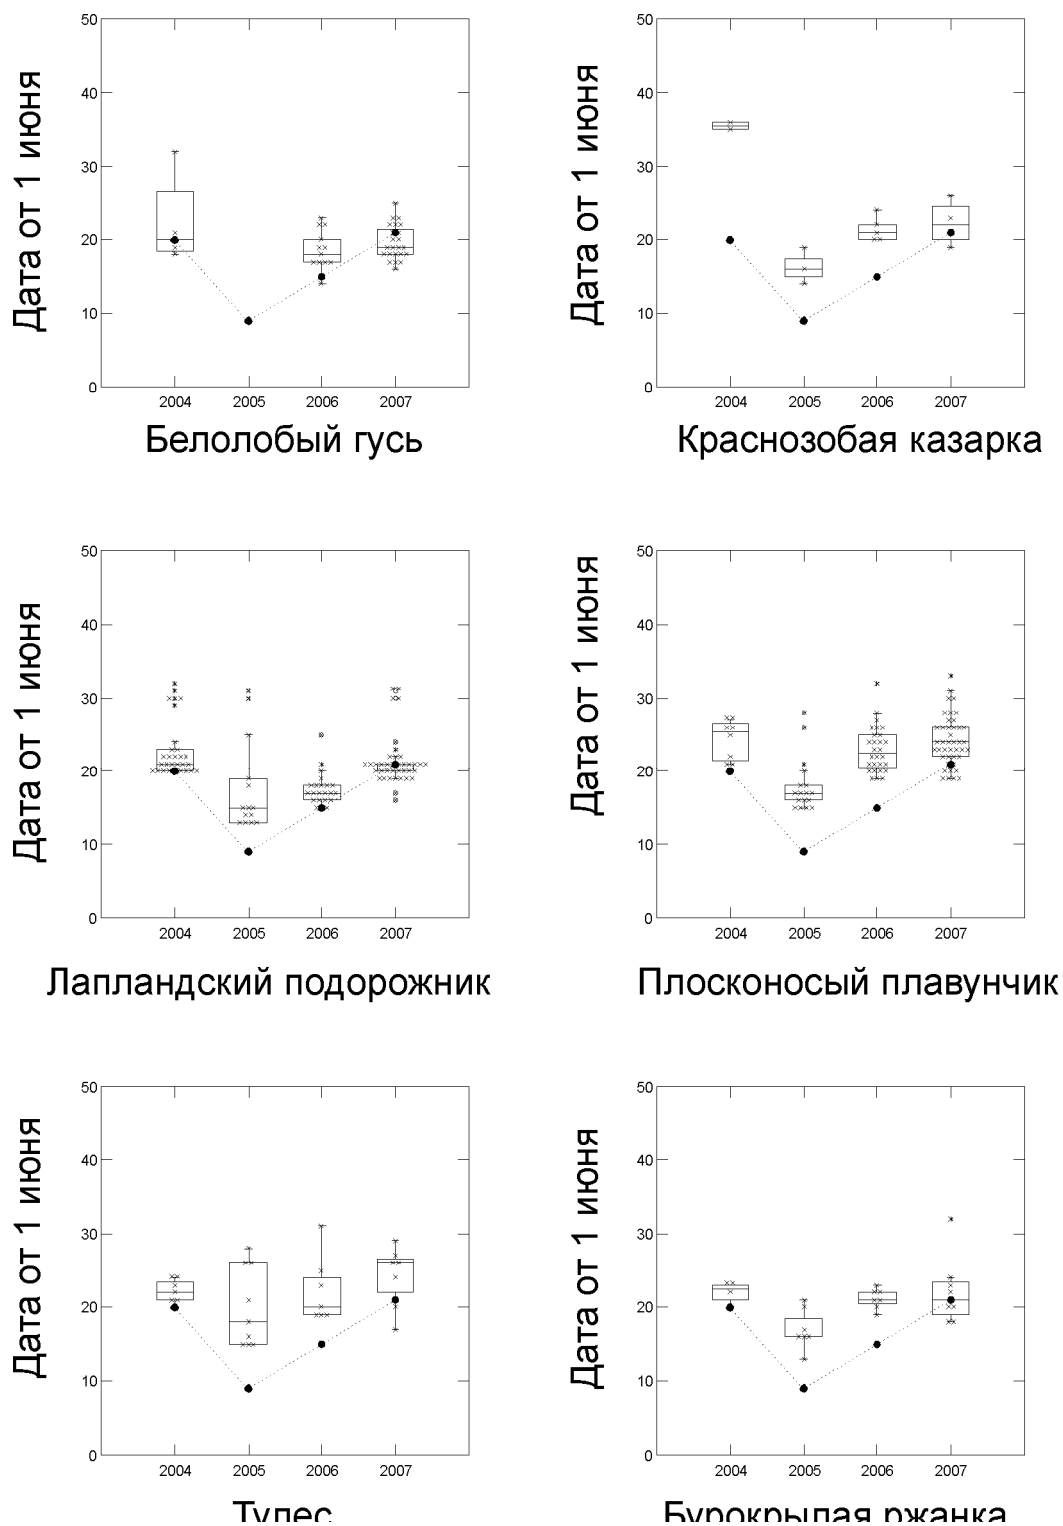 50
40
30
20
10
0
Дата от 1 июня
2004 2005 2006 2007
Белолобый гусь
50
40
30
20
10
0
Дата от 1 июня
2004 2005 2006 2007
Краснозобая казарка
50
40
30
20
10
0
Дата от 1 июня
2004 2005 2006 2007
Лапландский подорожник
50
40
30
20
10
0
Дата от 1 июня
2004 2005 2006 2007
Плосконосый плавунчик
50
40
30
20
10
0
Дата от 1 июня
2004 2005 2006 2007
Тулес
50
40
30
20
10
0
Дата от 1 июня
2004 2005 2006 2007
Бурокрылая ржанка